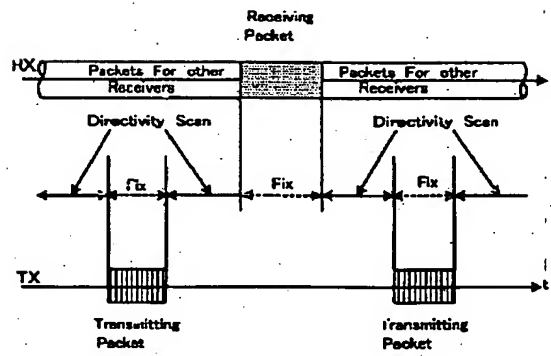 Receiving
Packet
RX
Packets For other
Receivers
Packets For other
Receivers
Directivity Scan
Directivity Scan
Fix
Fix
Fix
TX
t
Transmitting
Packet
Transmitting
Packet